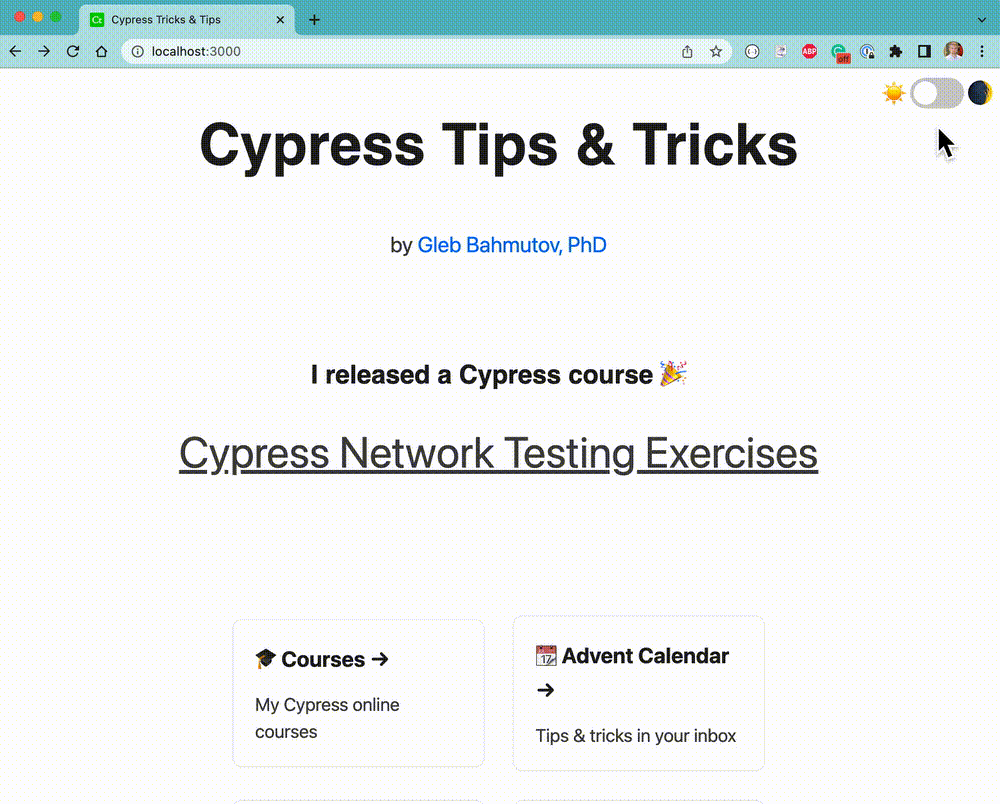 Cypress Tricks & Tips
localhost:3000
ABP
off
Cypress Tips & Tricks
by Gleb Bahmutov, PhD
I released a Cypress course 🎉
Cypress Network Testing Exercises
🎓 Courses →
My Cypress online
courses
📆 Advent Calendar
→
Tips & tricks in your inbox